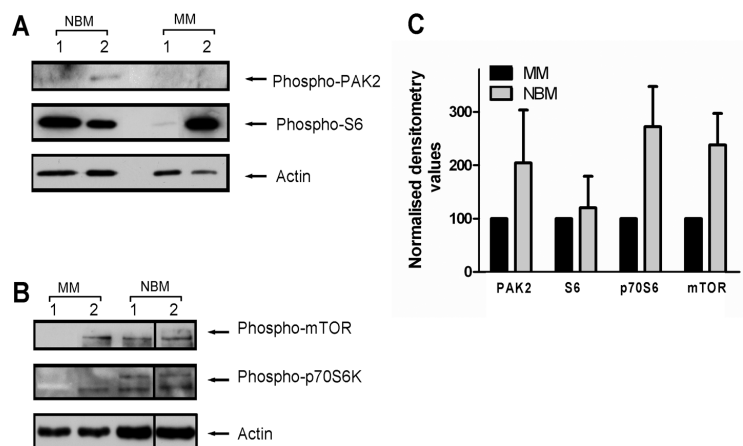 A
NBM MM
1 2 1 2
Phospho-PAK2
Phospho-S6
Actin
B
MM NBM
1 2 1 2
Phospho-mTOR
Phospho-p70S6K
Actin
C
MM
NBM
Normalised densitometry
values
300
200
100
0
PAK2 S6 p70S6 mTOR